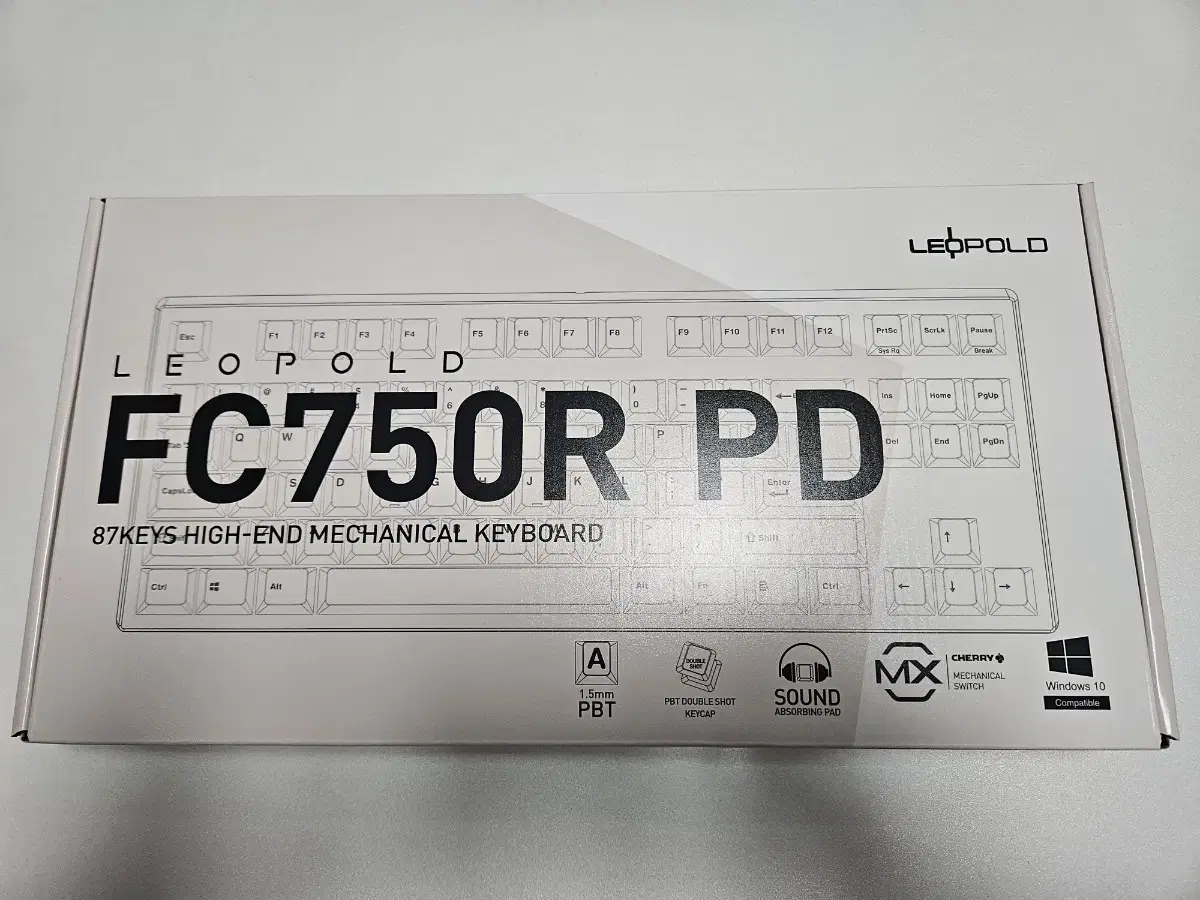 LEOPOLD
Esc F1 F2 F3 F4 F5 F6 F7 F8 F9 F10 F11 F12 PrtSc ScrLk Pause
Sys Rq Break
LEOPOLD
Ins Home PgUp
FC750R PD
Q W P
Del End PgDn
S D G H J K L
Enter
87KEYS HIGH-END MECHANICAL KEYBOARD
Shift
Ctrl Alt Alt Fn Ctrl
A
1.5mm
PBT
DOUBLE
SHOT
PBT DOUBLE SHOT
KEYCAP
SOUND
ABSORBING PAD
MX
CHERRY
MECHANICAL
SWITCH
Windows 10
Compatible